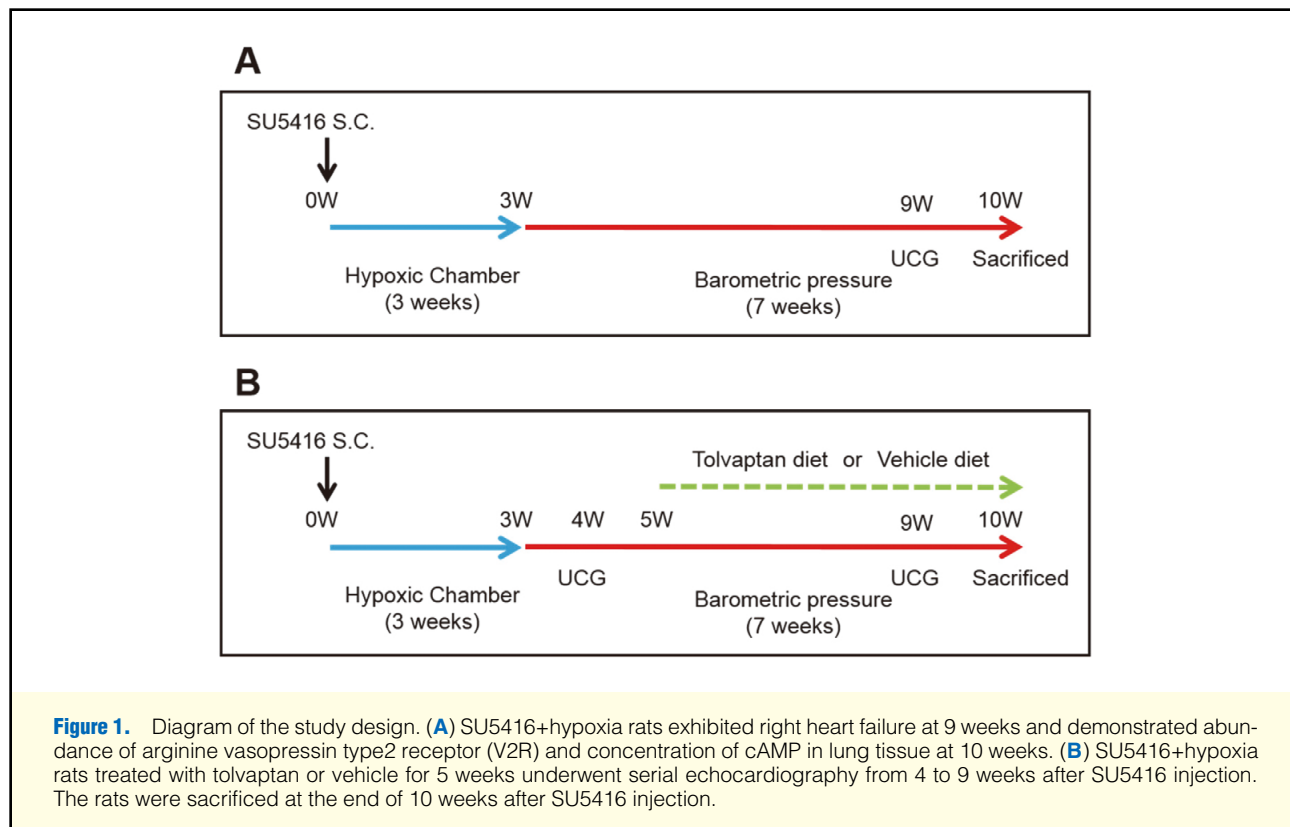 A
SU5416 S.C.
0W 3W 9W 10W
UCG Sacrificed
Hypoxic Chamber Barometric pressure
(3 weeks) (7 weeks)
B
SU5416 S.C.
Tolvaptan diet or Vehicle diet
0W 3W 4W 5W 9W 10W
UCG UCG Sacrificed
Hypoxic Chamber Barometric pressure
(3 weeks) (7 weeks)
Figure 1. Diagram of the study design. (A) SU5416+hypoxia rats exhibited right heart failure at 9 weeks and demonstrated abun-
dance of arginine vasopressin type2 receptor (V2R) and concentration of cAMP in lung tissue at 10 weeks. (B) SU5416+hypoxia
rats treated with tolvaptan or vehicle for 5 weeks underwent serial echocardiography from 4 to 9 weeks after SU5416 injection.
The rats were sacrificed at the end of 10 weeks after SU5416 injection.